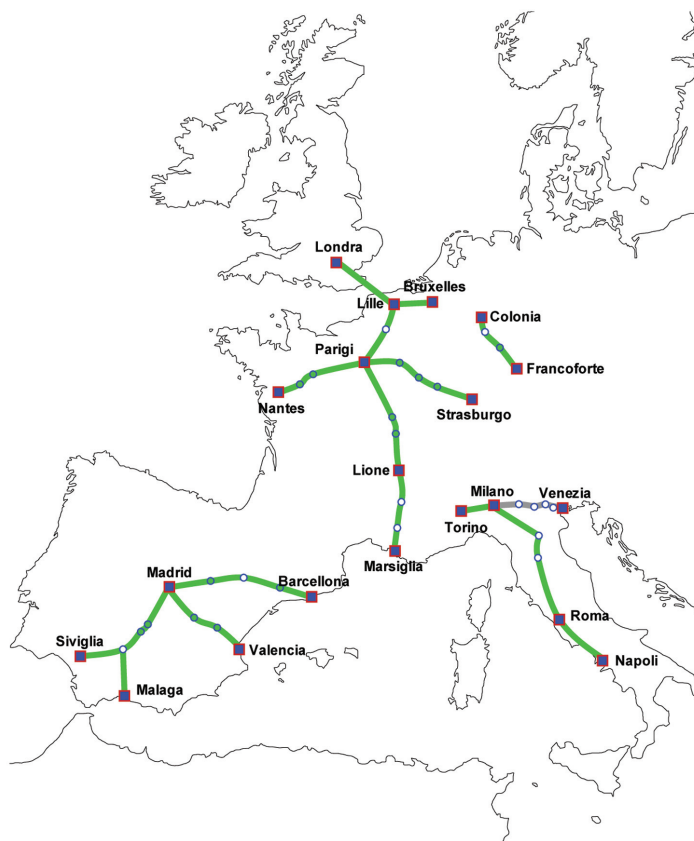 Londra
Bruxelles
Lille
Colonia
Parigi
Francoforte
Nantes
Strasburgo
Lione
Milano
Venezia
Torino
Marsiglia
Madrid
Barcellona
Roma
Siviglia
Valencia
Napoli
Malaga